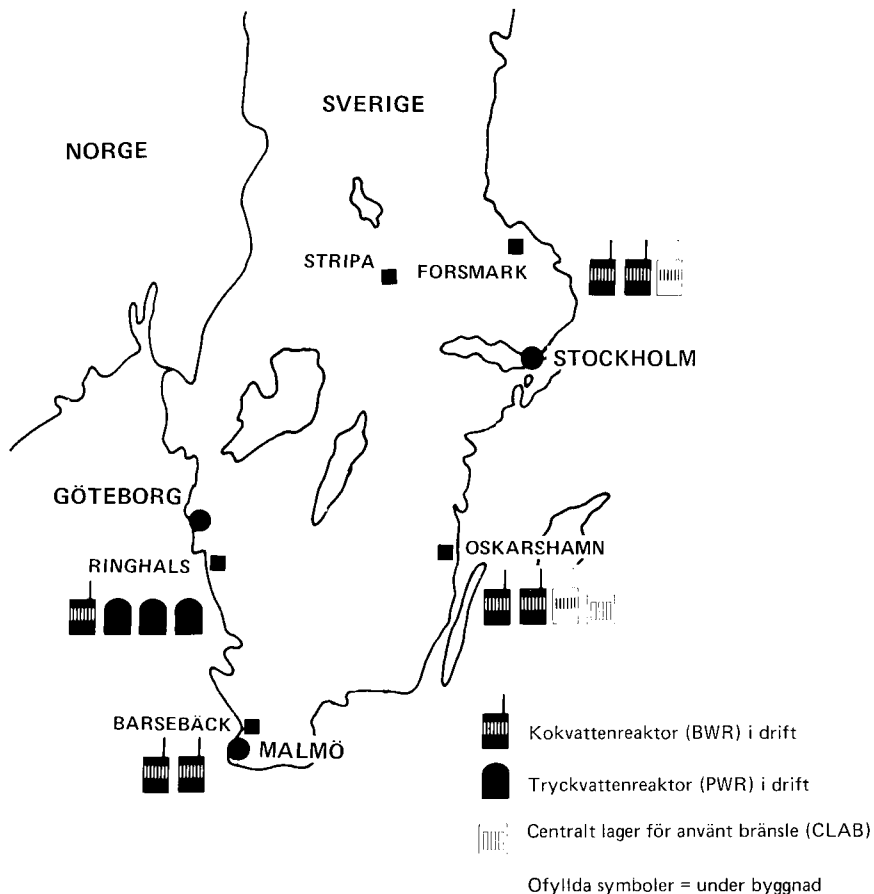 SVERIGE
NORGE
STRIPA
FORSMARK
STOCKHOLM
GÖTEBORG
OSKARSHAMN
RINGHALS
BARSEBÄCK
MALMÖ
Kokvattenreaktor (BWR) i drift
Tryckvattenreaktor (PWR) i drift
Centralt lager för använt bränsle (CLAB)
Ofyllda symboler = under byggnad